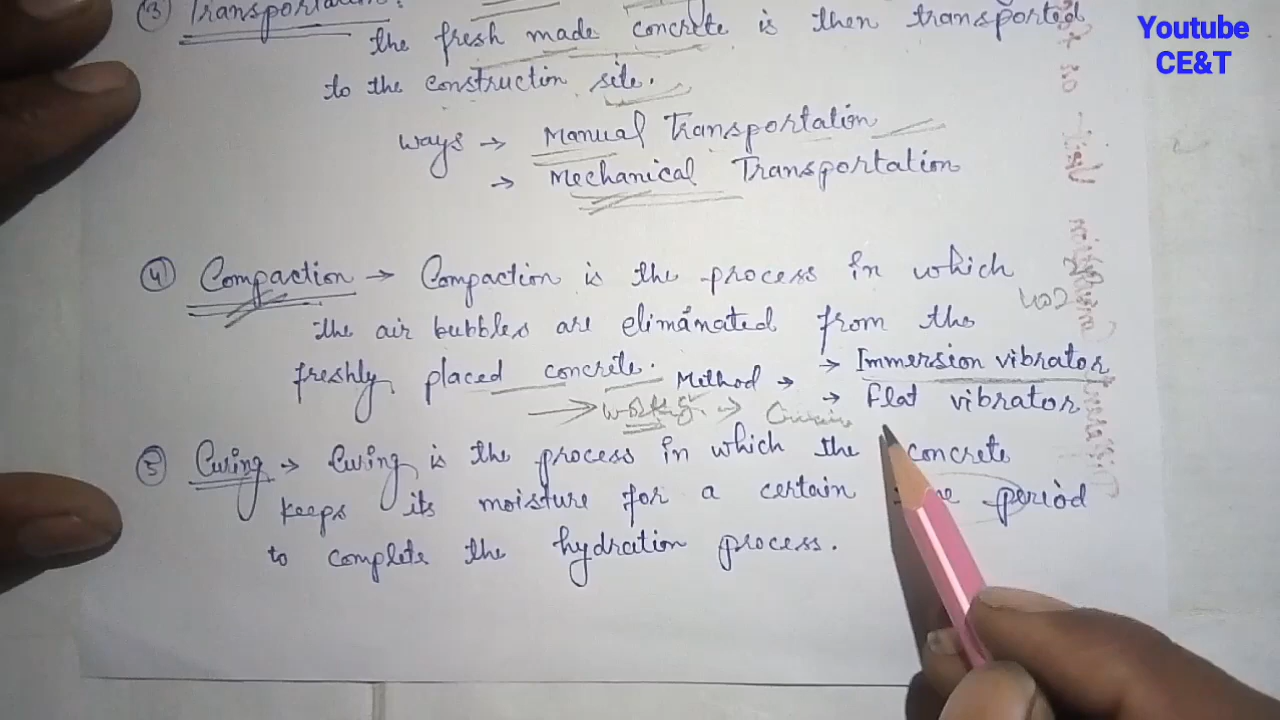 Youtube
CE&T
③ Transportation:
the fresh made concrete is then transported
to the construction site.
ways → Manual Transportation
→ Mechanical Transportation
④ Compaction → Compaction is the process in which
the air bubbles are elimanated from the
freshly placed concrete. Method → → Immersion vibrator
→ Flat vibrator
⑤ Curing → Curing is the process in which the concrete
keeps its moisture for a certain period
to complete the hydration process.